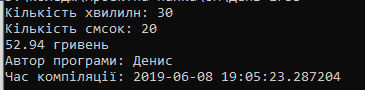 Кількість хвилилн: 30
Кількість смсок: 20
52.94 гривень
Автор програми: Денис
Час компіляції: 2019-06-08 19:05:23.287204